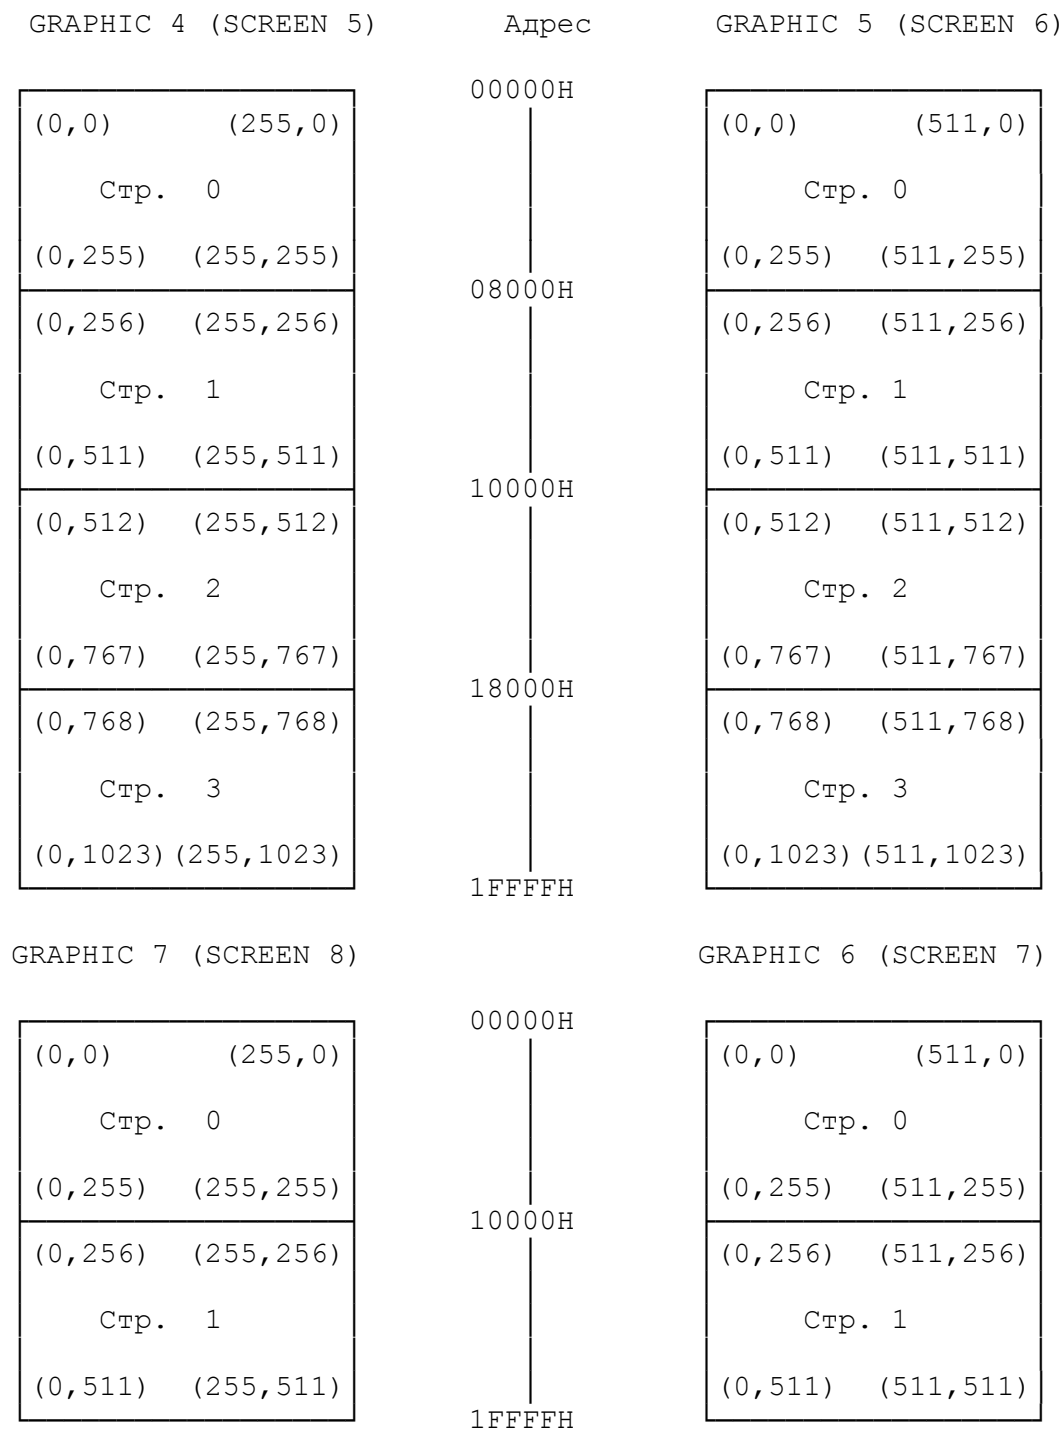 GRAPHIC 4 (SCREEN 5) Адрес GRAPHIC 5 (SCREEN 6)
00000H
(0,0) (255,0) (0,0) (511,0)
Стр. 0 Стр. 0
(0,255) (255,255) (0,255) (511,255)
08000H
(0,256) (255,256) (0,256) (511,256)
Стр. 1 Стр. 1
(0,511) (255,511) (0,511) (511,511)
10000H
(0,512) (255,512) (0,512) (511,512)
Стр. 2 Стр. 2
(0,767) (255,767) (0,767) (511,767)
18000H
(0,768) (255,768) (0,768) (511,768)
Стр. 3 Стр. 3
(0,1023) (255,1023) (0,1023) (511,1023)
1FFFFH
GRAPHIC 7 (SCREEN 8) GRAPHIC 6 (SCREEN 7)
00000H
(0,0) (255,0) (0,0) (511,0)
Стр. 0 Стр. 0
(0,255) (255,255) (0,255) (511,255)
10000H
(0,256) (255,256) (0,256) (511,256)
Стр. 1 Стр. 1
(0,511) (255,511) (0,511) (511,511)
1FFFFH